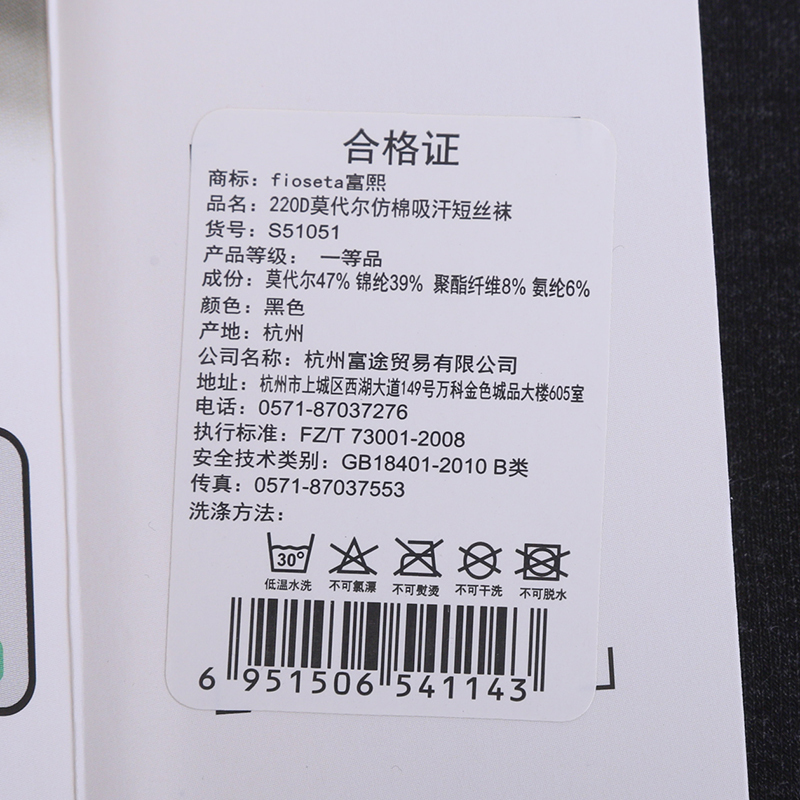 合格证
商标：fioseta富熙
品名：220D莫代尔仿棉吸汗短丝袜
货号：S51051
产品等级： 一等品
成份：莫代尔47% 锦纶39% 聚酯纤维8% 氨纶6%
颜色：黑色
产地：杭州
公司名称：杭州富途贸易有限公司
地址：杭州市上城区西湖大道149号万科金色城品大楼605室
电话：0571-87037276
执行标准：FZ/T 73001-2008
安全技术类别：GB18401-2010 B类
传真：0571-87037553
洗涤方法：
30°
低温水洗 不可氯漂 不可熨烫 不可干洗 不可脱水
6 951506 541143